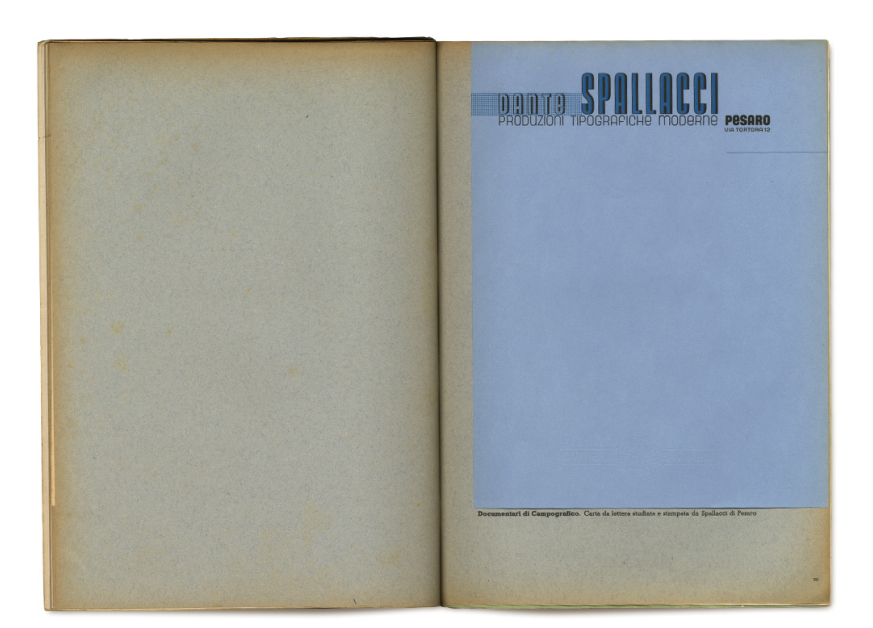 DANTE SPALLACCI
PRODUZIONI TIPOGRAFICHE MODERNE PESARO
VIA TORTORA 12
Documentari di Campografico. Carte da lettera studiate e stampate da Spallacci di Pesaro